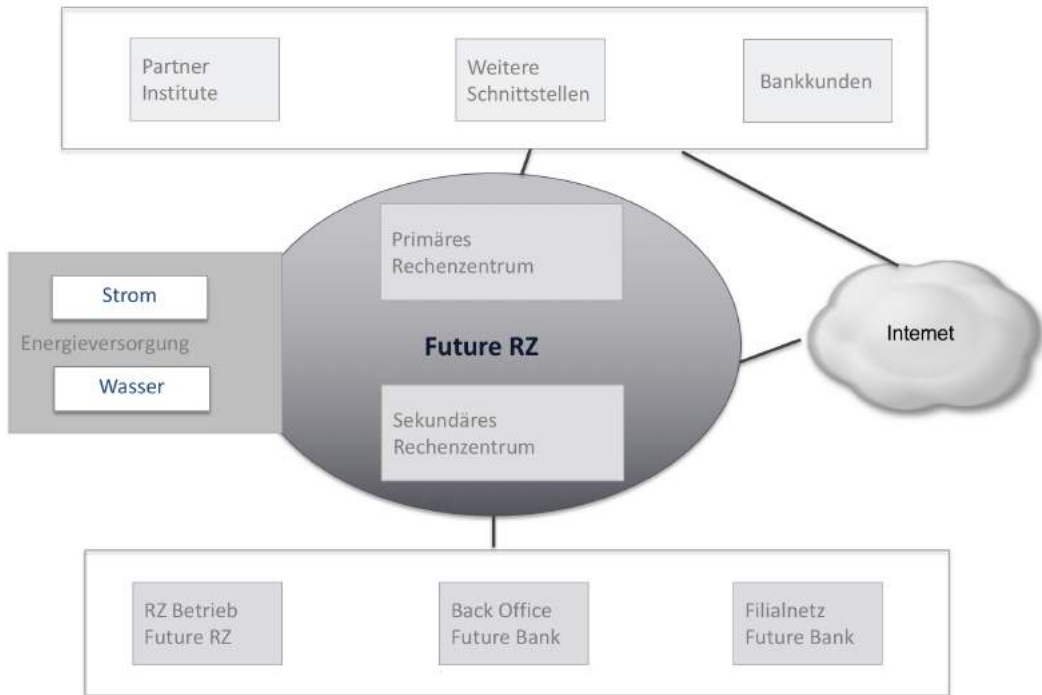 Partner
Institute
Weitere
Schnittstellen
Bankkunden
Primäres
Rechenzentrum
Strom
Energieversorgung
Wasser
Future RZ
Internet
Sekundäres
Rechenzentrum
RZ Betrieb
Future RZ
Back Office
Future Bank
Filialnetz
Future Bank